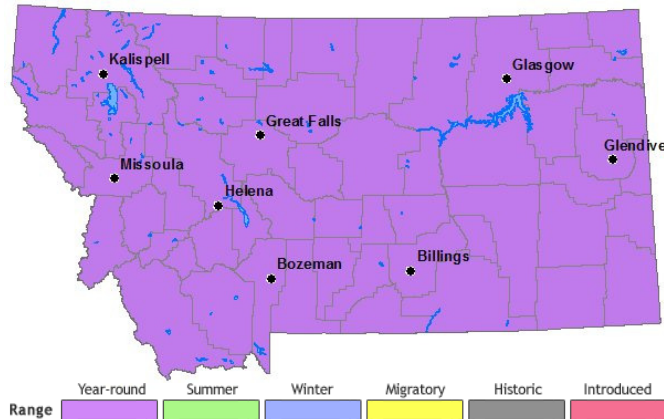 Kalispell
Glasgow
Great Falls
Glendive
Missoula
Helena
Bozeman
Billings
Year-round Summer Winter Migratory Historic Introduced
Range